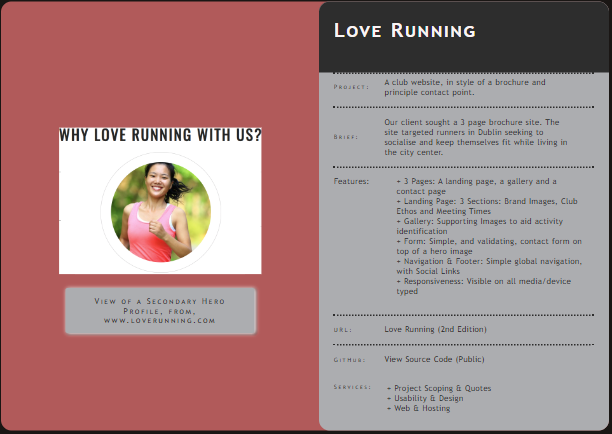 WHY LOVE RUNNING WITH US?
View of a Secondary Hero
Profile, from,
www.loverunning.com
Love Running
Project: A club website, in style of a brochure and
principle contact point.
Brief: Our client sought a 3 page brochure site. The
site targeted runners in Dublin seeking to
socialise and keep themselves fit while living in
the city center.
Features: + 3 Pages: A landing page, a gallery and a
contact page
+ Landing Page: 3 Sections: Brand Images, Club
Ethos and Meeting Times
+ Gallery: Supporting Images to aid activity
identification
+ Form: Simple, and validating, contact form on
top of a hero image
+ Navigation & Footer: Simple global navigation,
with Social Links
+ Responsiveness: Visible on all media/device
typed
URL: Love Running (2nd Edition)
GitHub: View Source Code (Public)
Services: + Project Scoping & Quotes
+ Usability & Design
+ Web & Hosting